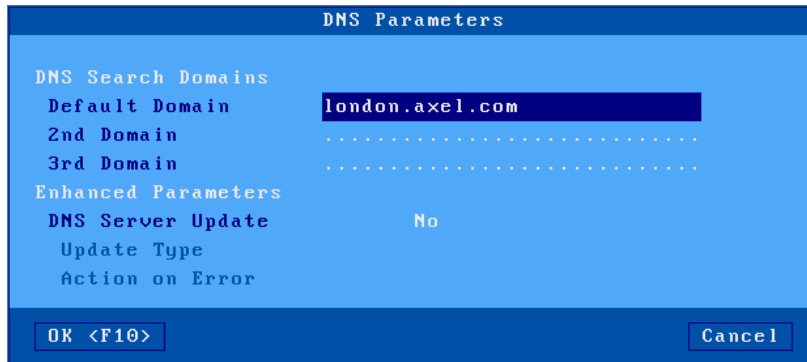 DNS Parameters
DNS Search Domains
Default Domain london.axel.com
2nd Domain .............................
3rd Domain .............................
Enhanced Parameters
DNS Server Update No
Update Type
Action on Error
OK <F10> Cancel